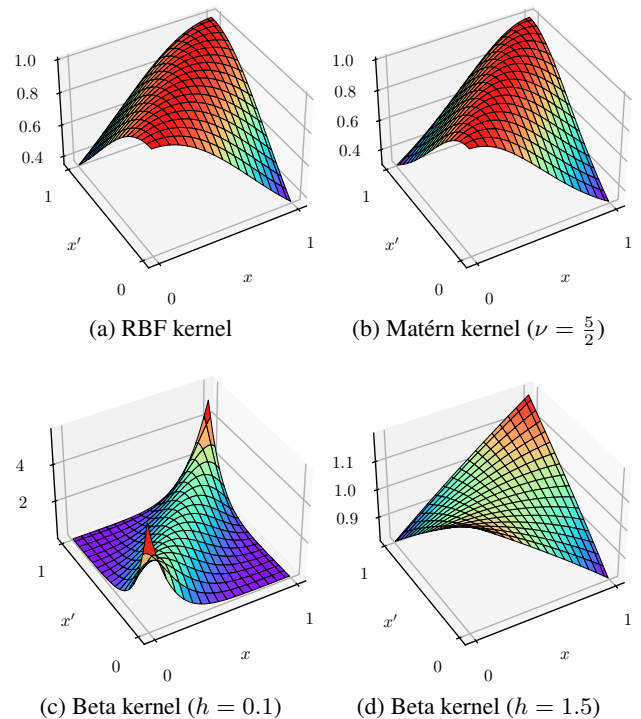 1.0
0.8
0.6
0.4
1
x′
0
0
x
1
(a) RBF kernel
1.0
0.8
0.6
0.4
1
x′
0
0
x
1
(b) Matérn kernel (ν = 5/2)
4
2
1
x′
0
0
x
1
(c) Beta kernel (h = 0.1)
1.1
1.0
0.9
1
x′
0
0
x
1
(d) Beta kernel (h = 1.5)